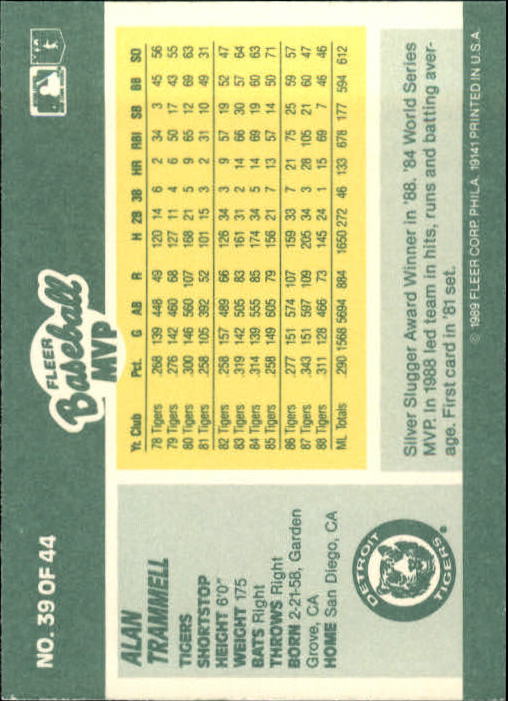 NO. 39 OF 44
FLEER
Baseball
MVP
ALAN
TRAMMELL
TIGERS
SHORTSTOP
HEIGHT 6'0"
WEIGHT 175
BATS Right
THROWS Right
BORN 2-21-58, Garden
Grove, CA
HOME San Diego, CA
DETROIT
TIGERS ®
Yr. Club Pct. G AB R H 2B 3B HR RBI SB BB SO
78 Tigers .268 139 448 49 120 14 6 2 34 3 45 56
79 Tigers .276 142 460 68 127 11 4 6 50 17 43 55
80 Tigers .300 146 560 107 168 21 5 9 65 12 69 63
81 Tigers .258 105 392 52 101 15 3 2 31 10 49 31
82 Tigers .258 157 489 66 126 34 3 9 57 19 52 47
83 Tigers .319 142 505 83 161 31 2 14 66 30 57 64
84 Tigers .314 139 555 85 174 34 5 14 69 19 60 63
85 Tigers .258 149 605 79 156 21 7 13 57 14 50 71
86 Tigers .277 151 574 107 159 33 7 21 75 25 59 57
87 Tigers .343 151 597 109 205 34 3 28 105 21 60 47
88 Tigers .311 128 466 73 145 24 1 15 69 7 46 46
ML Totals .290 1568 5694 884 1650 272 46 133 678 177 594 612
Silver Slugger Award Winner in '88. '84 World Series
MVP. In 1988 led team in hits, runs and batting aver-
age. First card in '81 set.
© 1989 FLEER CORP. PHILA. 19141 PRINTED IN U.S.A.